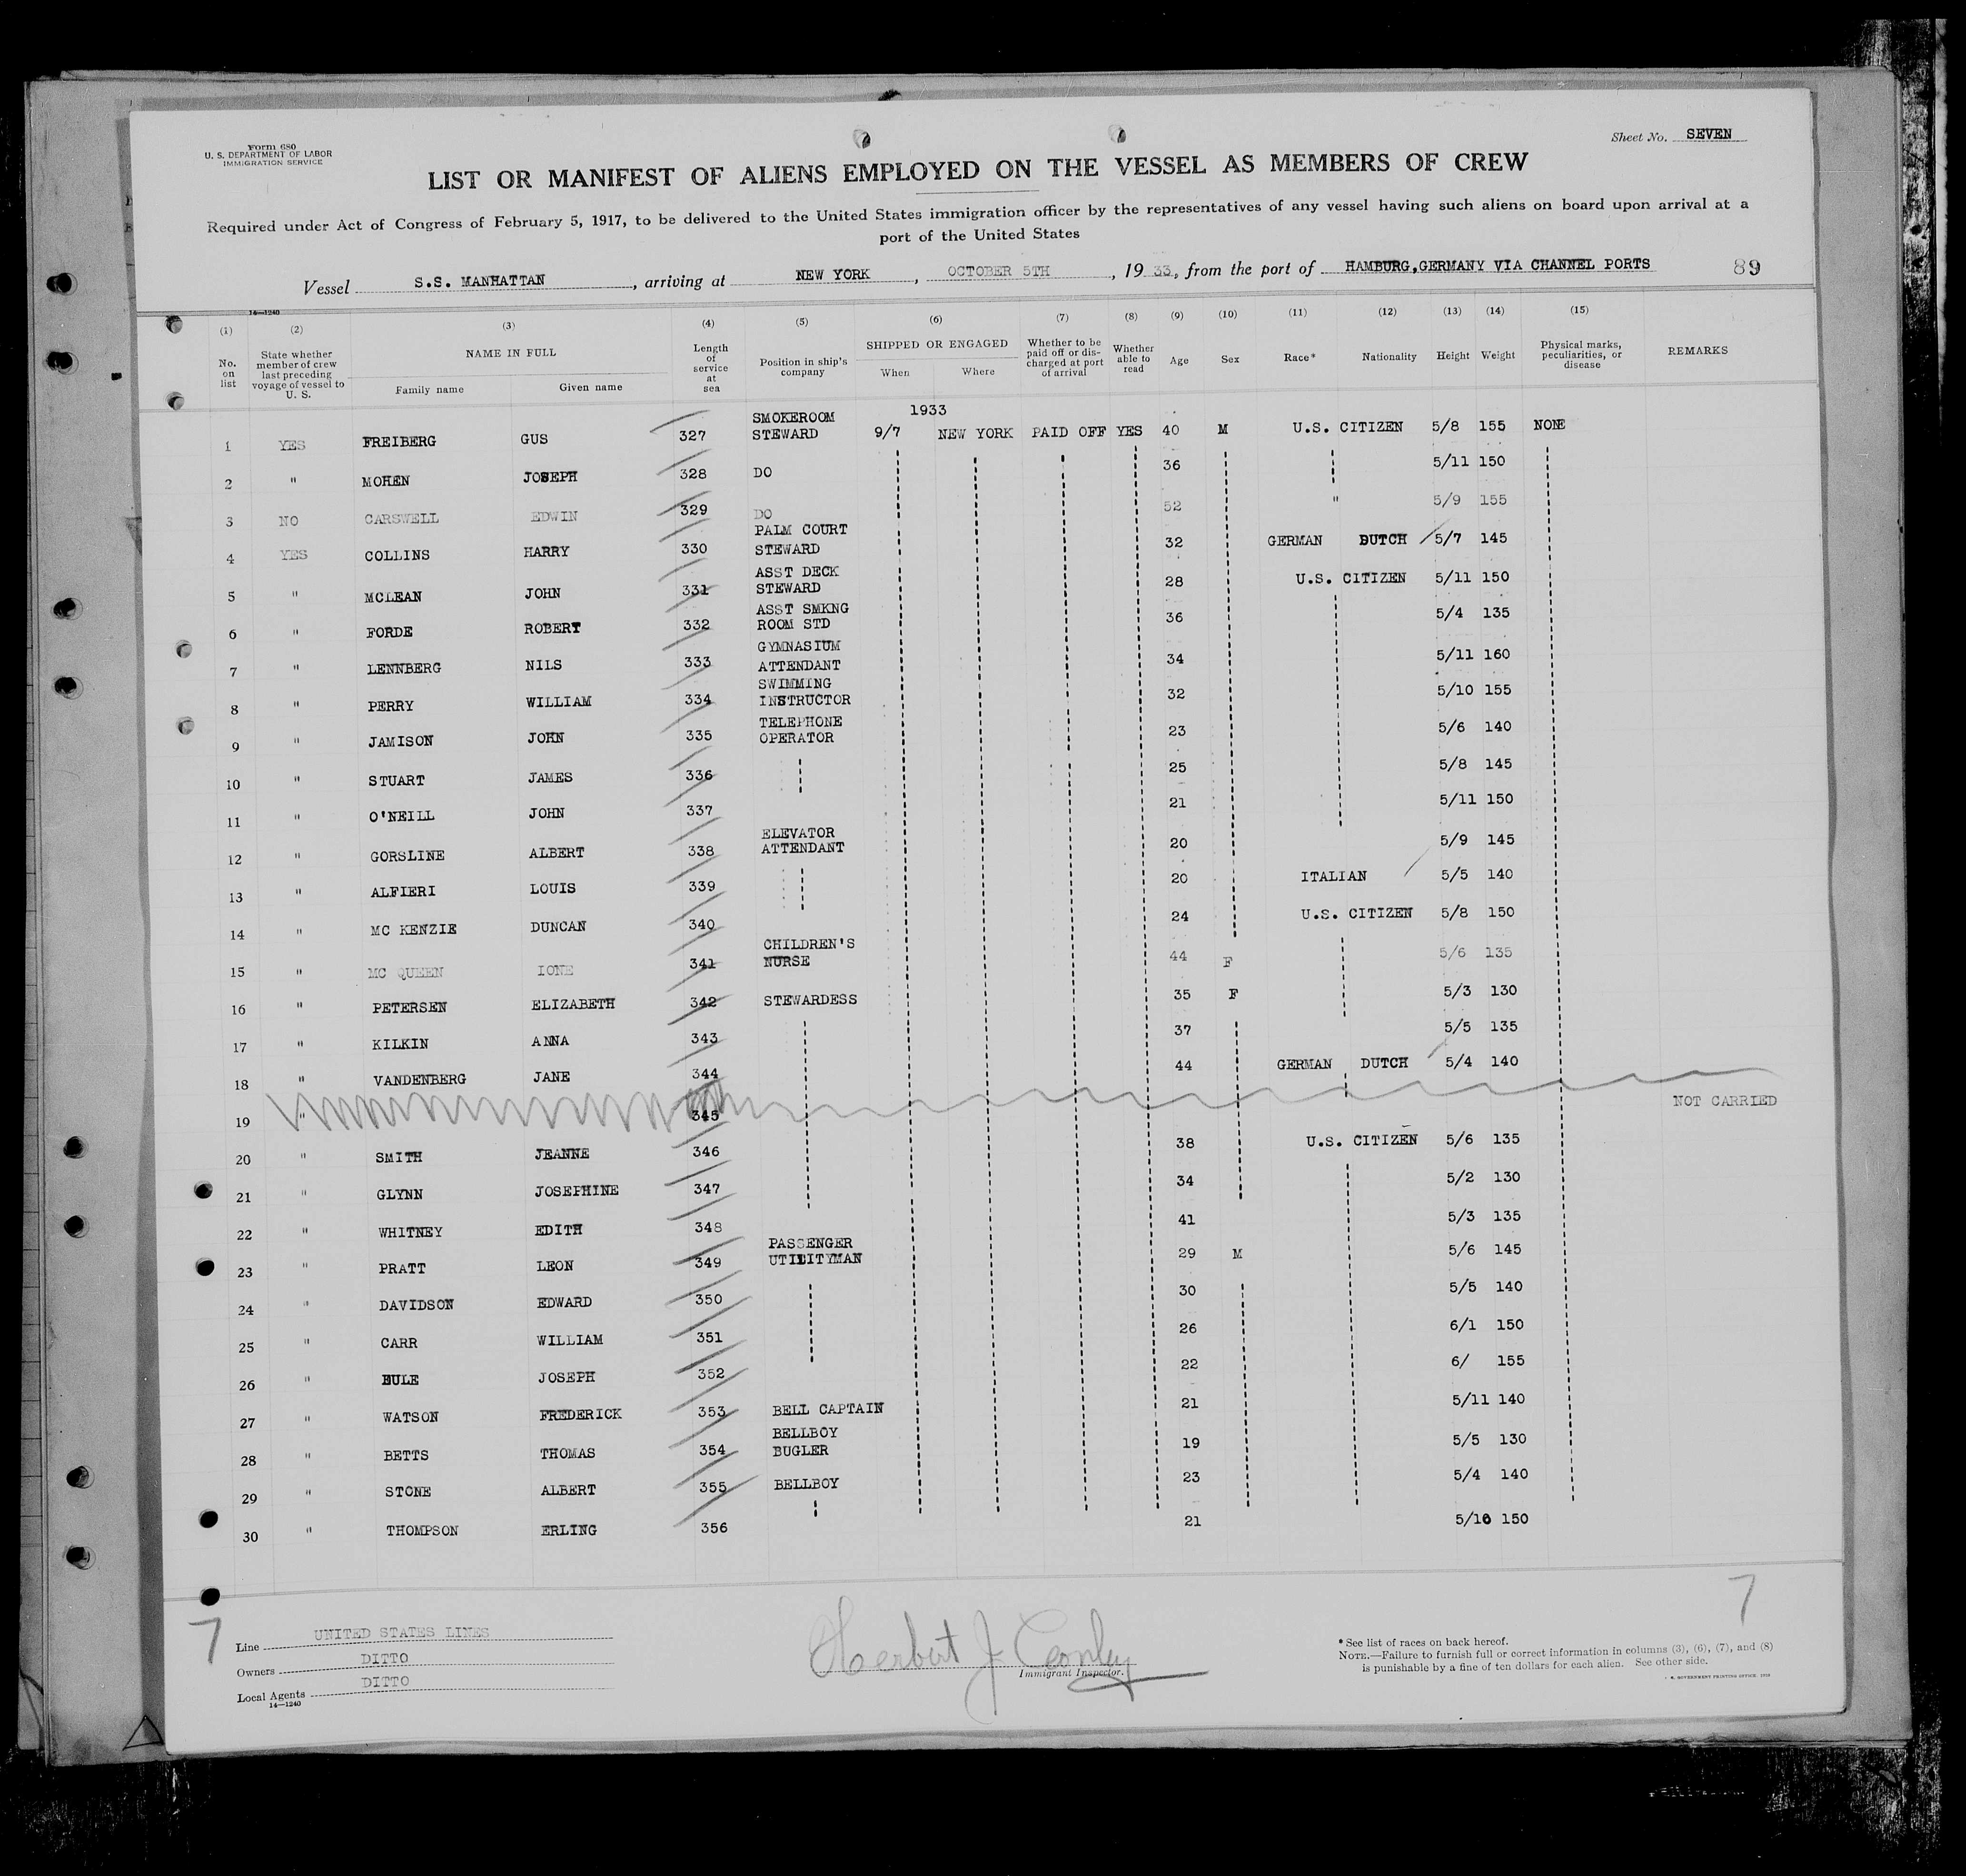 Form 680
U. S. DEPARTMENT OF LABOR
IMMIGRATION SERVICE
Sheet No. SEVEN
LIST OR MANIFEST OF ALIENS EMPLOYED ON THE VESSEL AS MEMBERS OF CREW
Required under Act of Congress of February 5, 1917, to be delivered to the United States immigration officer by the representatives of any vessel having such aliens on board upon arrival at a
port of the United States
Vessel S.S. MANHATTAN, arriving at NEW YORK, OCTOBER 5TH, 1933, from the port of HAMBURG,GERMANY VIA CHANNEL PORTS 89
14—1240
(1) (2) (3) (4) (5) (6) (7) (8) (9) (10) (11) (12) (13) (14) (15)
No. on list State whether member of crew last preceding voyage of vessel to U. S. NAME IN FULL Family name Given name Length of service at sea Position in ship's company SHIPPED OR ENGAGED When Where Whether to be paid off or discharged at port of arrival Whether able to read Age Sex Race* Nationality Height Weight Physical marks, peculiarities, or disease REMARKS
1933
1 YES FREIBERG GUS 327 SMOKEROOM STEWARD 9/7 NEW YORK PAID OFF YES 40 M U.S. CITIZEN 5/8 155 NONE
2 " MOHEN JOSEPH 328 DO 36 5/11 150
3 NO CARSWELL EDWIN 329 DO 52 " 5/9 155
4 YES COLLINS HARRY 330 PALM COURT STEWARD 32 GERMAN DUTCH 5/7 145
5 " MCLEAN JOHN 331 ASST DECK STEWARD 28 U.S. CITIZEN 5/11 150
6 " FORDE ROBERT 332 ASST SMKNG ROOM STD 36 5/4 135
7 " LENNBERG NILS 333 GYMNASIUM ATTENDANT 34 5/11 160
8 " PERRY WILLIAM 334 SWIMMING INSTRUCTOR 32 5/10 155
9 " JAMISON JOHN 335 TELEPHONE OPERATOR 23 5/6 140
10 " STUART JAMES 336 25 5/8 145
11 " O'NEILL JOHN 337 21 5/11 150
12 " GORSLINE ALBERT 338 ELEVATOR ATTENDANT 20 5/9 145
13 " ALFIERI LOUIS 339 20 ITALIAN 5/5 140
14 " MC KENZIE DUNCAN 340 24 U.S. CITIZEN 5/8 150
15 " MC QUEEN IONE 341 CHILDREN'S NURSE 44 F 5/6 135
16 " PETERSEN ELIZABETH 342 STEWARDESS 35 F 5/3 130
17 " KILKIN ANNA 343 37 5/5 135
18 " VANDENBERG JANE 344 44 GERMAN DUTCH 5/4 140
19 " 345 NOT CARRIED
20 " SMITH JEANNE 346 38 U.S. CITIZEN 5/6 135
21 " GLYNN JOSEPHINE 347 34 5/2 130
22 " WHITNEY EDITH 348 41 5/3 135
23 " PRATT LEON 349 PASSENGER UTILITYMAN 29 M 5/6 145
24 " DAVIDSON EDWARD 350 30 5/5 140
25 " CARR WILLIAM 351 26 6/1 150
26 " JOSEPH 352 22 6/ 155
27 " WATSON FREDERICK 353 BELL CAPTAIN 21 5/11 140
28 " BETTS THOMAS 354 BELLBOY BUGLER 19 5/5 130
29 " STONE ALBERT 355 BELLBOY 23 5/4 140
30 " THOMPSON ERLING 356 21 5/10 150
7 7
Line UNITED STATES LINES
Owners DITTO
Local Agents DITTO
14—1240
Herbert J Conley
Immigrant Inspector.
* See list of races on back hereof.
NOTE.—Failure to furnish full or correct information in columns (3), (6), (7), and (8)
is punishable by a fine of ten dollars for each alien. See other side.